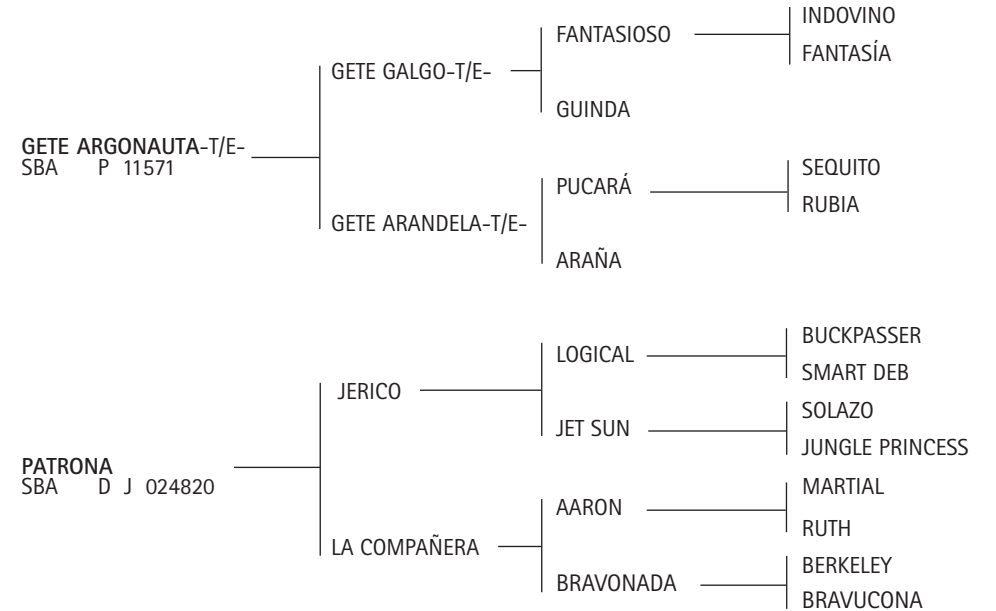 INDOVINO
FANTASIOSO
FANTASÍA
GETE GALGO-T/E-
GUINDA
GETE ARGONAUTA-T/E-
SBA P 11571
SEQUITO
PUCARÁ
RUBIA
GETE ARANDELA-T/E-
ARAÑA
BUCKPASSER
LOGICAL
SMART DEB
JERICO
SOLAZO
JET SUN
JUNGLE PRINCESS
PATRONA
SBA D J 024820
MARTIAL
AARON
RUTH
LA COMPAÑERA
BERKELEY
BRAVONADA
BRAVUCONA